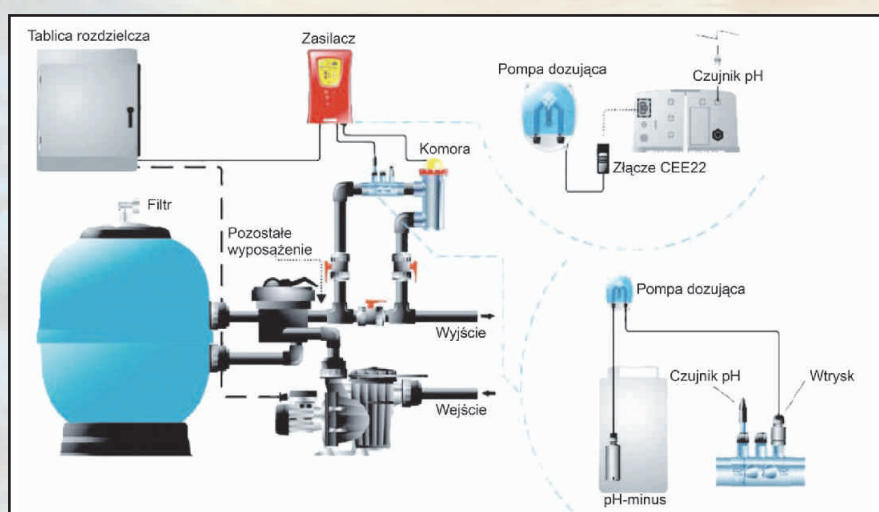 Tablica rozdzielcza
Zasilacz
Pompa dozująca
Czujnik pH
Komora
Złącze CEE22
Filtr
Pozostałe
wyposażenie
Wyjście
Wejście
Pompa dozująca
Czujnik pH
Wtrysk
pH-minus